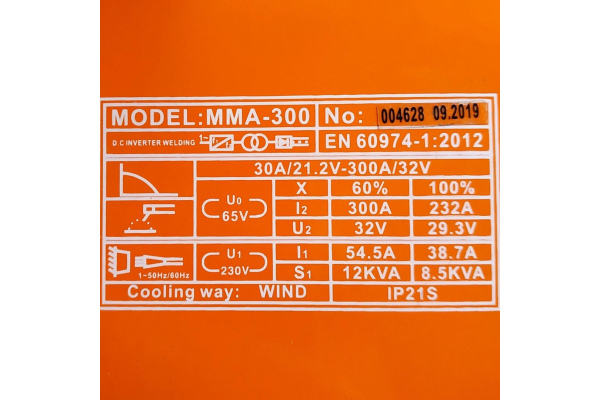 MODEL:MMA-300 No: 004628 09.2019
D.C INVERTER WELDING 1~ EN 60974-1:2012
30A/21.2V-300A/32V
X 60% 100%
U0 65V I2 300A 232A
U2 32V 29.3V
U1 230V I1 54.5A 38.7A
1~50Hz/60Hz S1 12KVA 8.5KVA
Cooling way: WIND IP21S